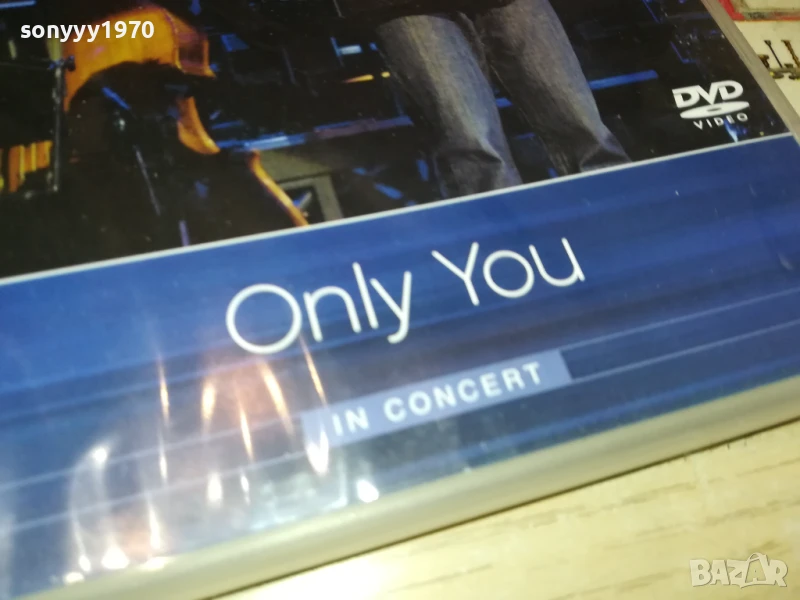 sonyyy1970
DVD
VIDEO
Only You
IN CONCERT
BAZAR